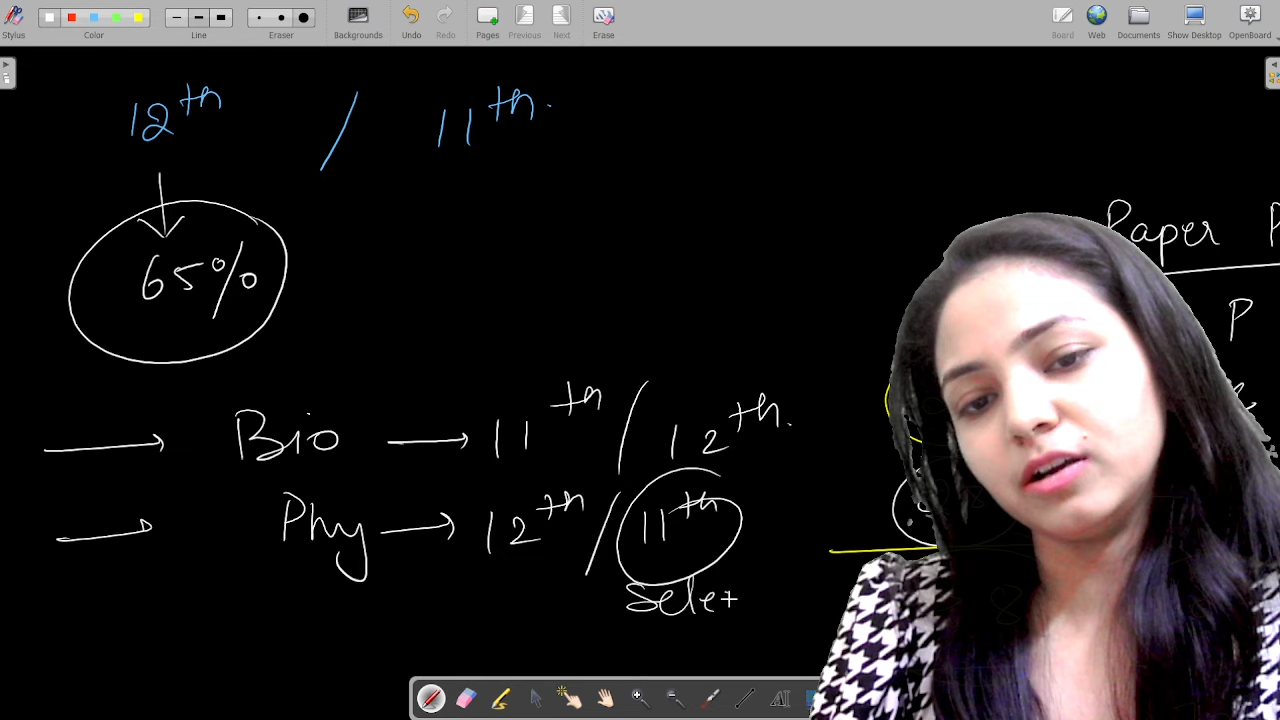 Stylus
Color
Line
Eraser
Backgrounds
Undo
Redo
Pages
Previous
Next
Erase
Board
Web
Documents
Show Desktop
OpenBoard
12th / 11th.
65%
Paper P
P
Bio → 11th / 12th.
Phy → 12th / 11th
Sele+